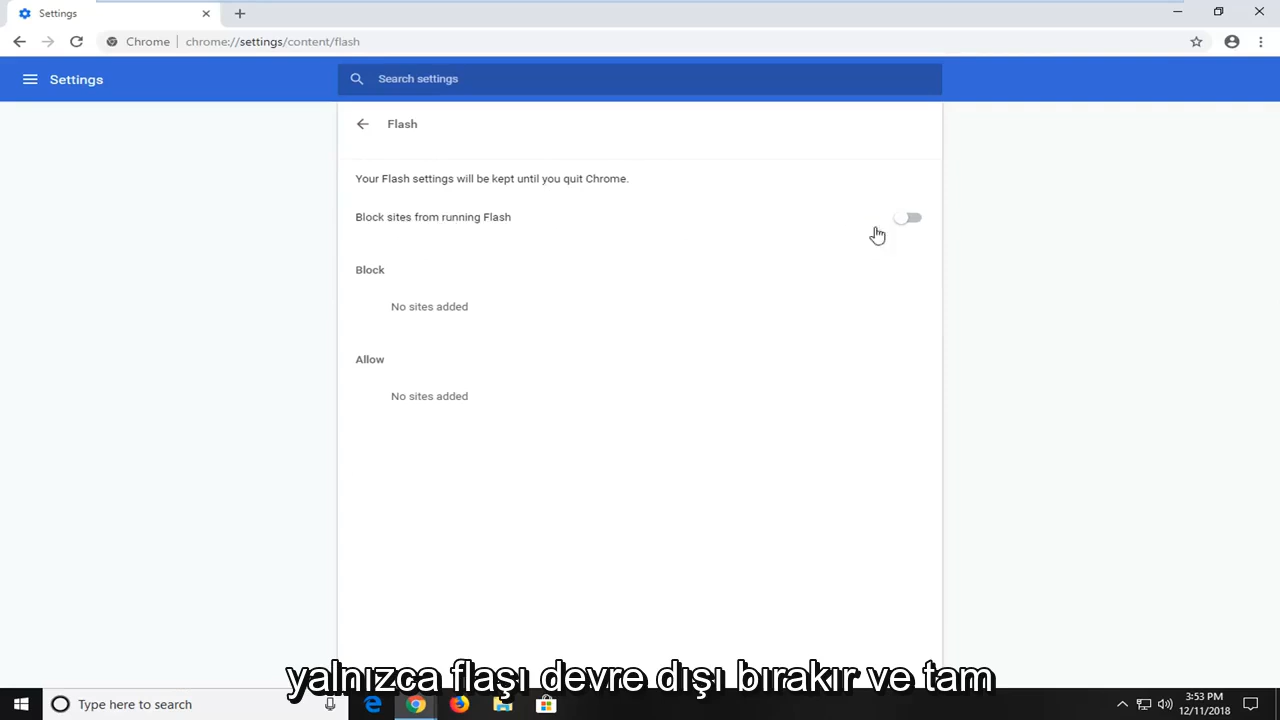 Settings
Chrome
chrome://settings/content/flash
Settings
Search settings
Flash
Your Flash settings will be kept until you quit Chrome.
Block sites from running Flash
Block
No sites added
Allow
No sites added
yalnızca flaşı devre dışı bırakır ve tam
Type here to search
3:53 PM
12/11/2018